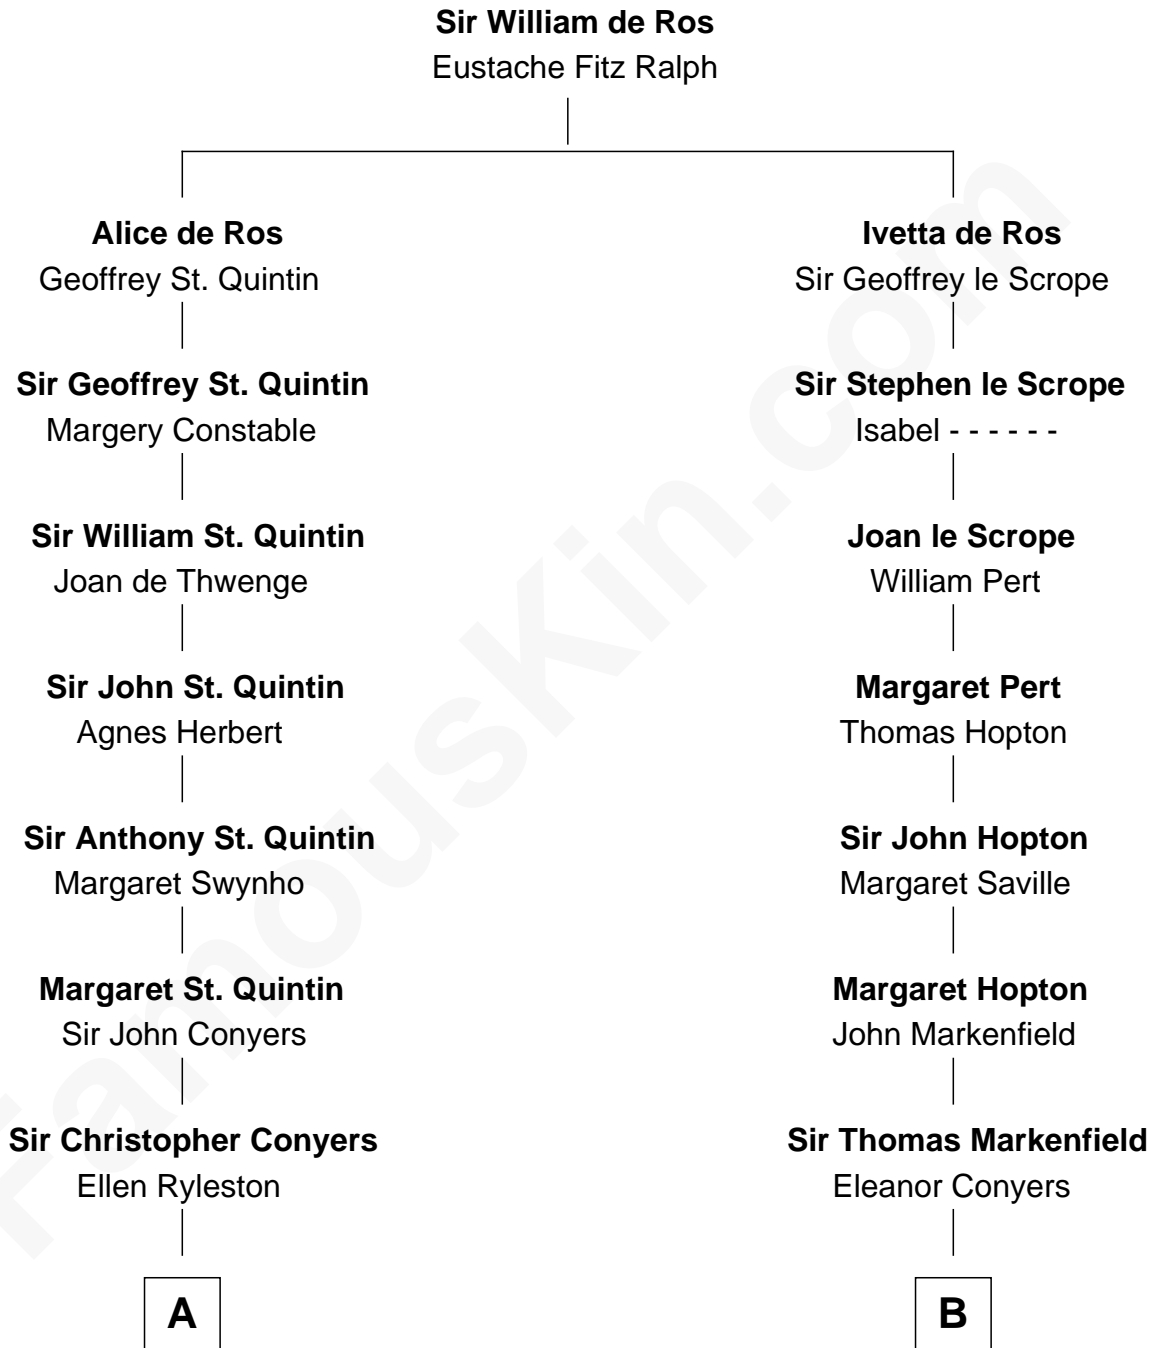 Sir William de Ros
Eustache Fitz Ralph
Alice de Ros
Geoffrey St. Quintin
Ivetta de Ros
Sir Geoffrey le Scrope
Sir Geoffrey St. Quintin
Margery Constable
Sir Stephen le Scrope
Isabel - - - - - -
Sir William St. Quintin
Joan de Thwenge
Joan le Scrope
William Pert
Sir John St. Quintin
Agnes Herbert
Margaret Pert
Thomas Hopton
Sir Anthony St. Quintin
Margaret Swynho
Sir John Hopton
Margaret Saville
Margaret St. Quintin
Sir John Conyers
Margaret Hopton
John Markenfield
Sir Christopher Conyers
Ellen Ryleston
Sir Thomas Markenfield
Eleanor Conyers
A
B
FamousKin.com